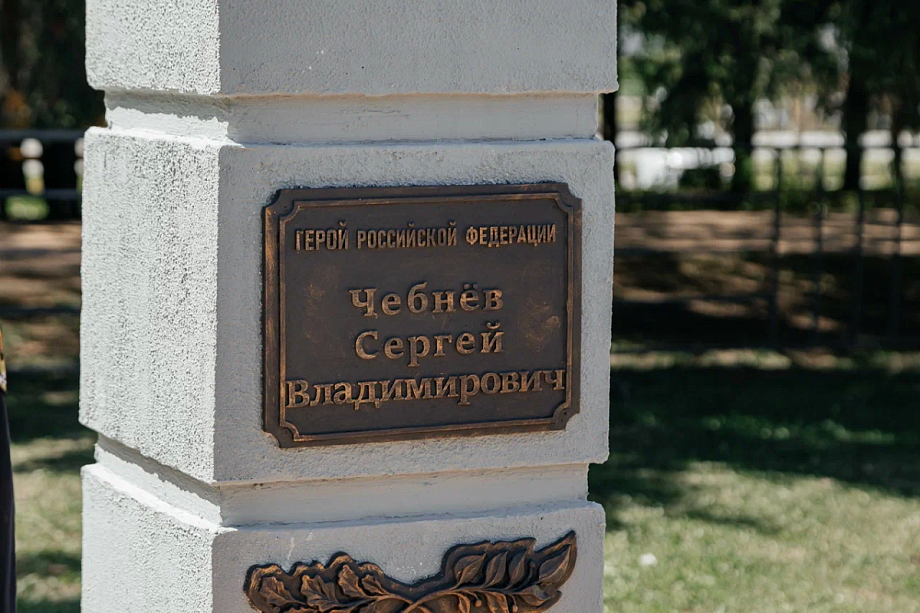 ГЕРОЙ РОССИЙСКОЙ ФЕДЕРАЦИИ
Чебнёв
Сергей
Владимирович